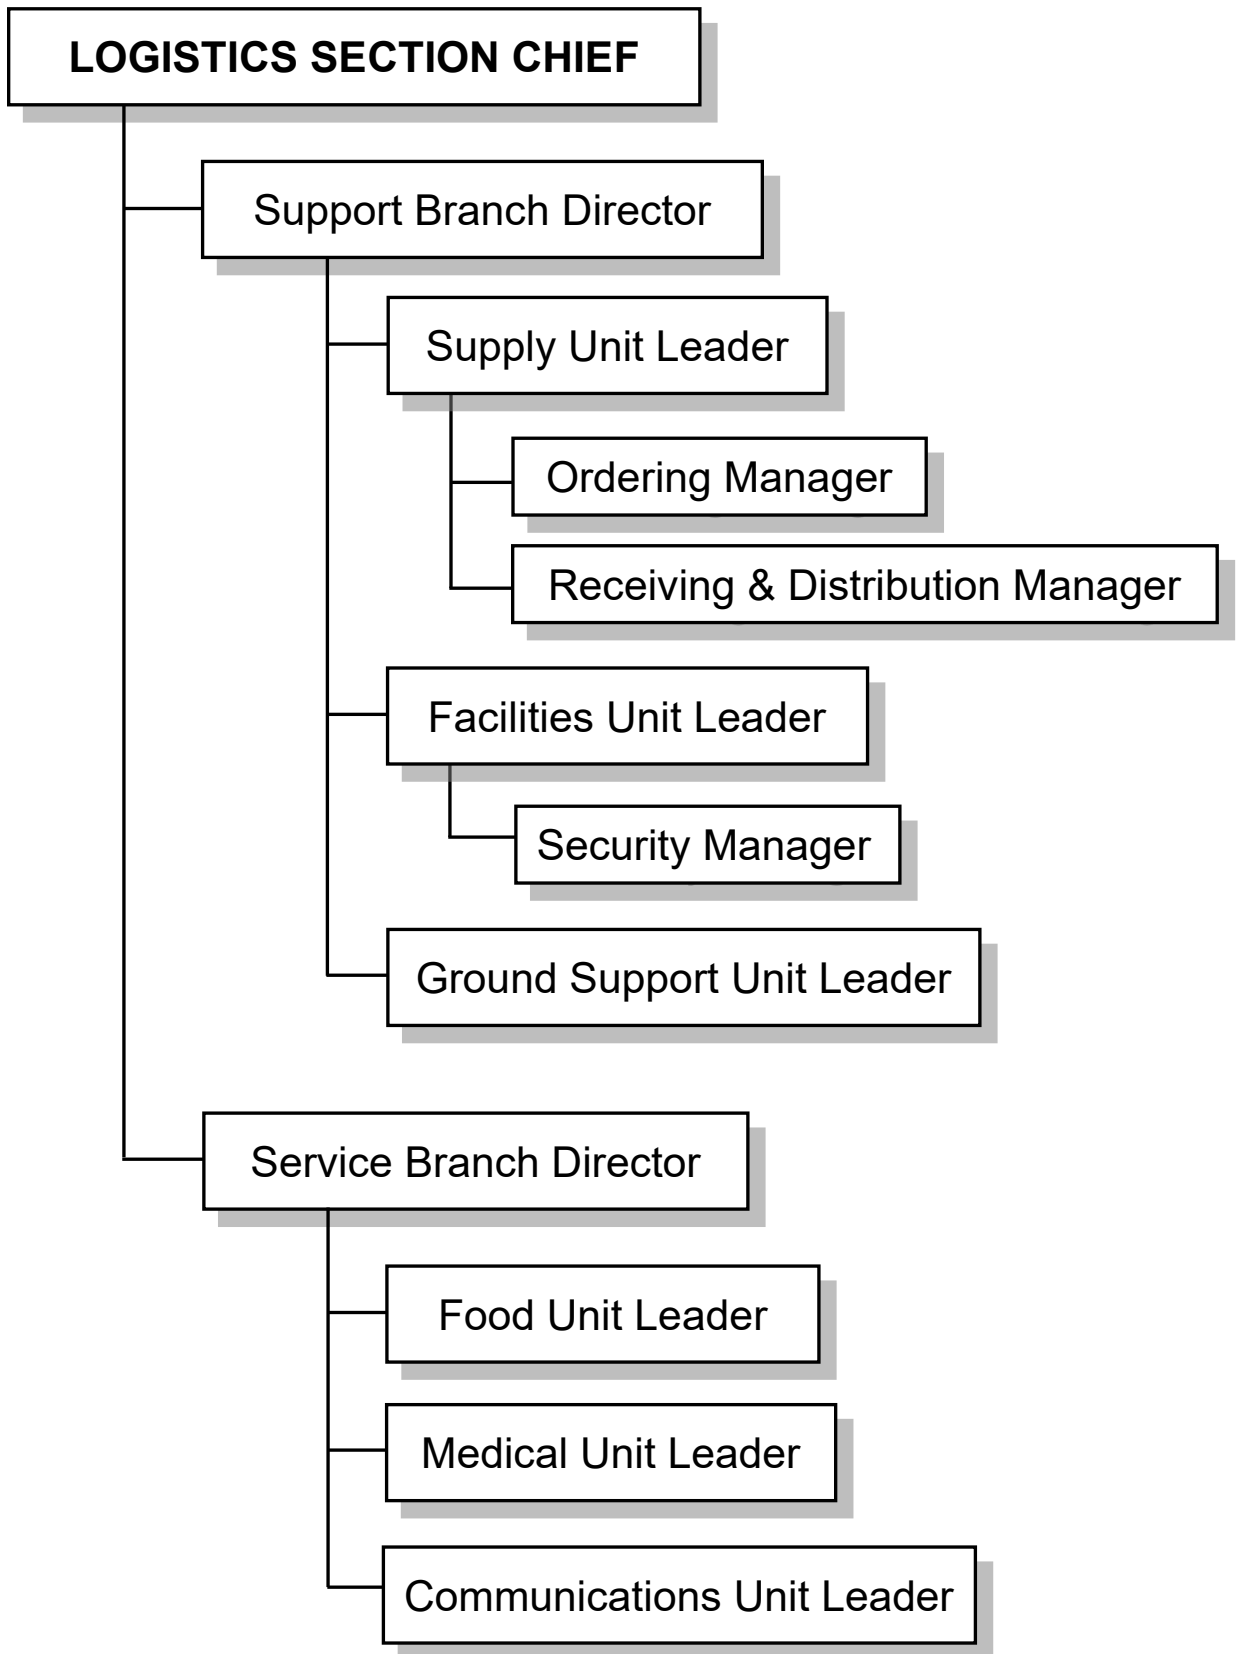 LOGISTICS SECTION CHIEF
Support Branch Director
Supply Unit Leader
Ordering Manager
Receiving & Distribution Manager
Facilities Unit Leader
Security Manager
Ground Support Unit Leader
Service Branch Director
Food Unit Leader
Medical Unit Leader
Communications Unit Leader